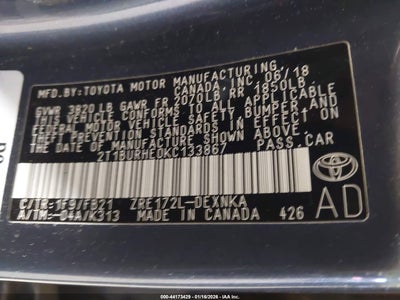 MFD.BY:TOYOTA MOTOR MANUFACTURING,
CANADA, INC. 06/18
GVWR 3820 LB GAWR FR 2070LB, RR 1850LB
THIS VEHICLE CONFORMS TO ALL APPLICABLE
FEDERAL MOTOR VEHICLE SAFETY, BUMPER, AND
THEFT PREVENTION STANDARDS IN EFFECT ON
THE DATE OF MANUFACTURE SHOWN ABOVE.
2T1BURHE0KC133867 PASS.CAR
C/TR:1F9/FB21 ZRE172L-DEXNKA
A/TM:-04A/K313 MADE IN CANADA 426
TOYOTA
AD
000-44173429 - 01/18/2026 - IAA Inc.